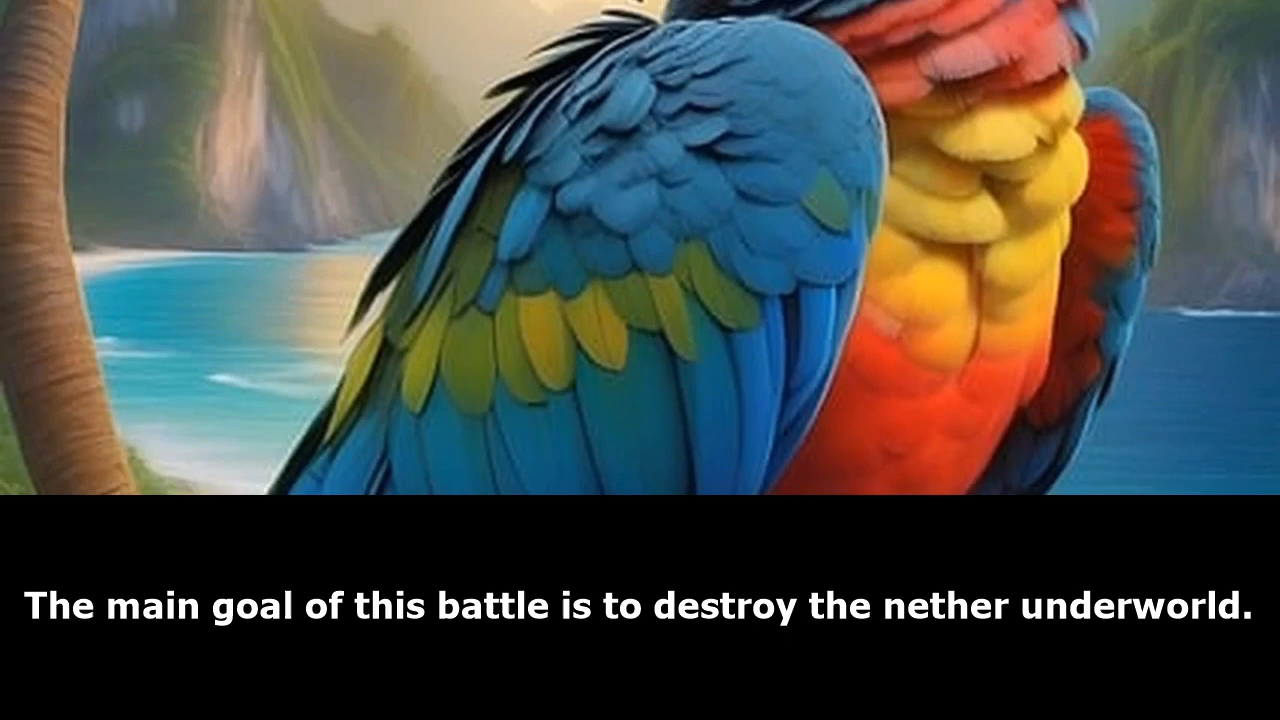 The main goal of this battle is to destroy the nether underworld.